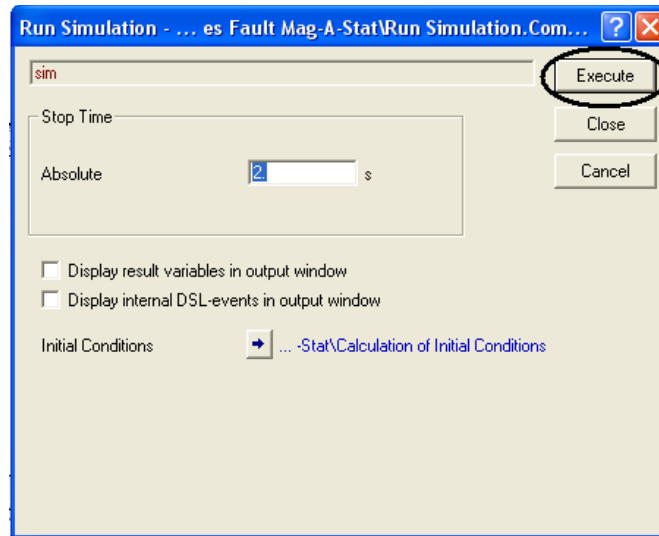 Run Simulation - ... es Fault Mag-A-Stat\Run Simulation.Com...
sim
Execute
Stop Time
Close
Absolute
2.
s
Cancel
Display result variables in output window
Display internal DSL-events in output window
Initial Conditions
... -Stat\Calculation of Initial Conditions